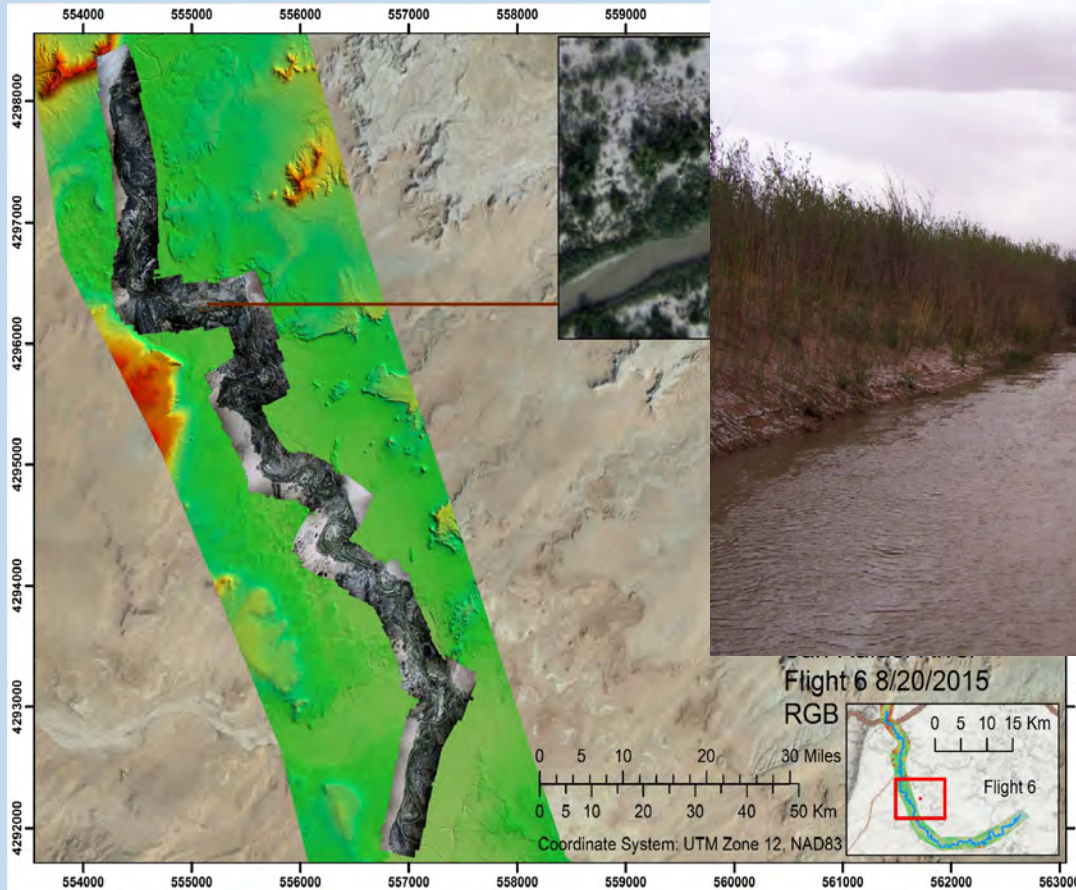 554000 555000 556000 557000 558000 559000
4298000
4297000
4296000
4295000
4294000
4293000
4292000
Flight 6 8/20/2015
RGB
0 10 20 30 Miles
0 5 10 20 30 40 50 Km
Coordinate System: UTM Zone 12, NAD83
0 5 10 15 Km
Flight 6
554000 555000 556000 557000 558000 559000 560000 561000 562000 563000